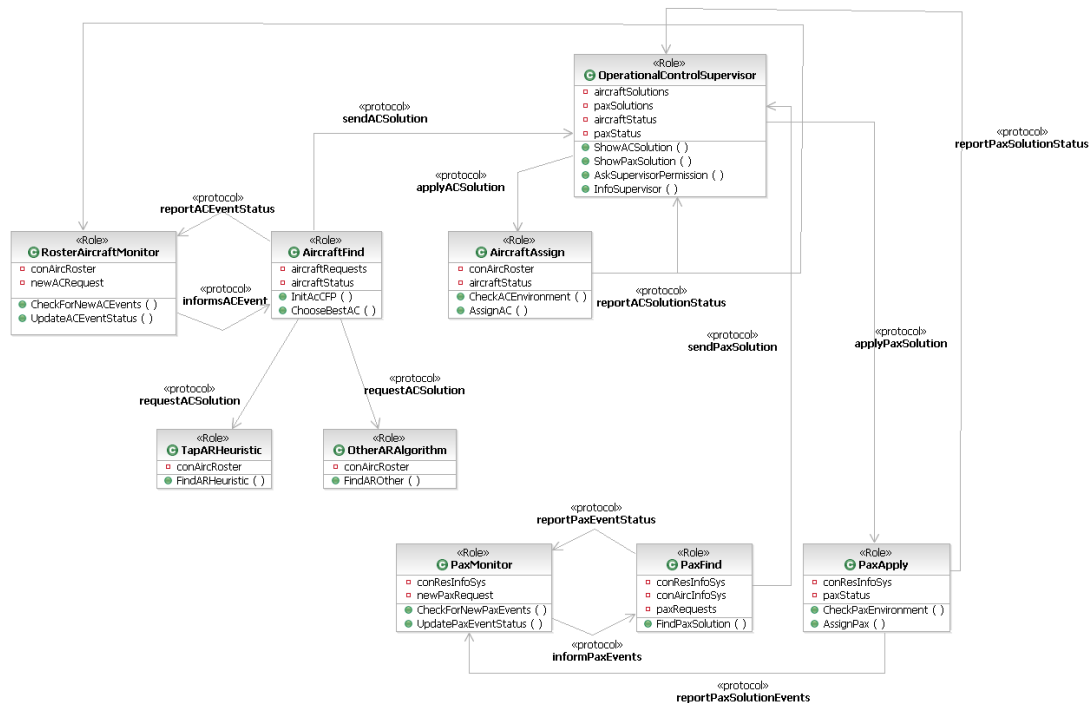 «Role»
OperationalControlSupervisor
aircraftSolutions
paxSolutions
aircraftStatus
paxStatus
ShowACSolution ( )
ShowPaxSolution ( )
AskSupervisorPermission ( )
InfoSupervisor ( )
«protocol»
sendACSolution
«protocol»
reportPaxSolutionStatus
«protocol»
applyACSolution
«protocol»
reportACEventStatus
«Role»
RosterAircraftMonitor
conAircRoster
newACRequest
CheckForNewACEvents ( )
UpdateACEventStatus ( )
«protocol»
informsACEvent
«Role»
AircraftFind
aircraftRequests
aircraftStatus
InitAcCFP ( )
ChooseBestAC ( )
«Role»
AircraftAssign
conAircRoster
aircraftStatus
CheckACEnvironment ( )
AssignAC ( )
«protocol»
reportACSolutionStatus
«protocol»
sendPaxSolution
«protocol»
applyPaxSolution
«protocol»
requestACSolution
«protocol»
requestACSolution
«Role»
TapARHeuristic
conAircRoster
FindARHeuristic ( )
«Role»
OtherARAlgorithm
conAircRoster
FindAROther ( )
«protocol»
reportPaxEventStatus
«Role»
PaxMonitor
conResInfoSys
newPaxRequest
CheckForNewPaxEvents ( )
UpdatePaxEventStatus ( )
«Role»
PaxFind
conResInfoSys
conAircInfoSys
paxRequests
FindPaxSolution ( )
«Role»
PaxApply
conResInfoSys
paxStatus
CheckPaxEnvironment ( )
AssignPax ( )
«protocol»
informPaxEvents
«protocol»
reportPaxSolutionEvents